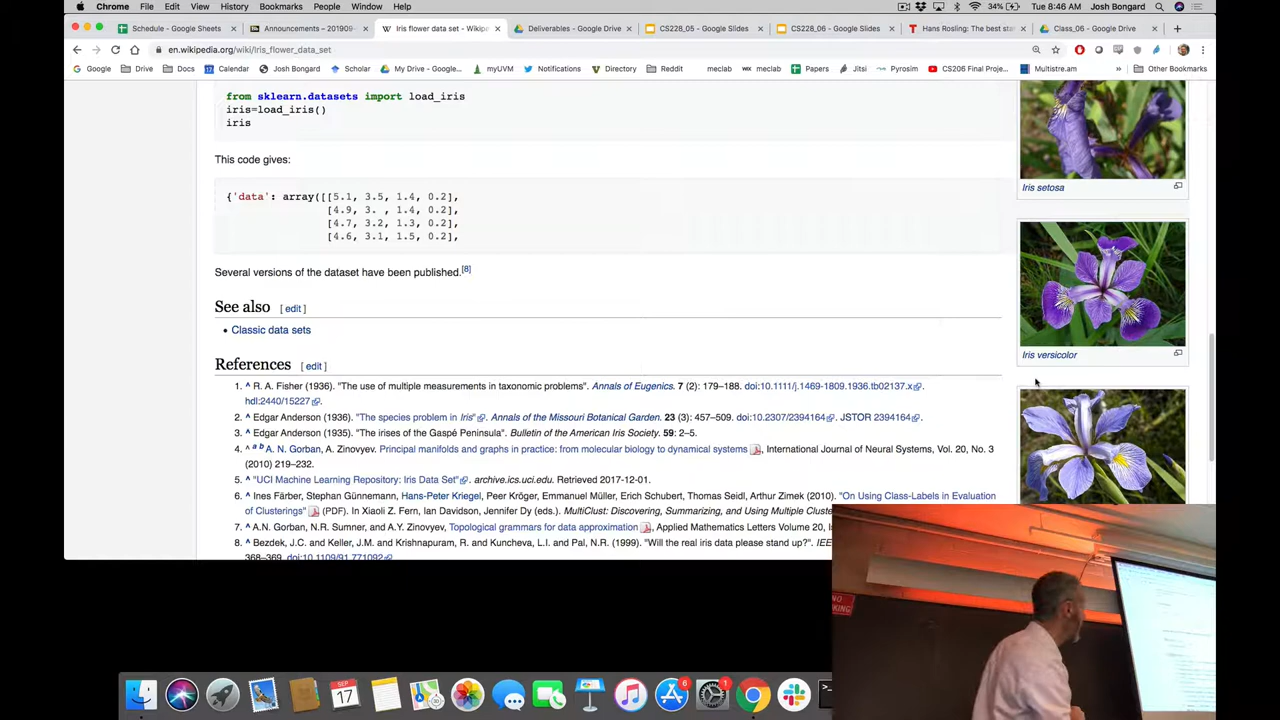 Chrome File Edit View History Bookmarks People Window Help 34% Tue 8:46 AM Josh Bongard
Schedule - Google Sheets Announcements – 201909 Iris flower data set - Wikip Deliverables - Google Drive CS228_05 - Google Slides CS228_06 - Google Slides Hans Rosling: The best sta Class_06 - Google Drive
en.wikipedia.org/wiki/Iris_flower_data_set
Google Drive Docs Calendar Josh Bongard Schedu My Drive - Google... myUVM Notifications Directory Reddit meclab meclab Papers Jitsi Pyrosim CS206 Final Proje... Multistre.am » Other Bookmarks
from sklearn.datasets import load_iris
iris=load_iris()
iris
This code gives:
{'data': array([[5.1, 3.5, 1.4, 0.2],
[4.9, 3. , 1.4, 0.2],
[4.7, 3.2, 1.3, 0.2],
[4.6, 3.1, 1.5, 0.2],
Several versions of the dataset have been published.[8]
See also [ edit ]
• Classic data sets
References [ edit ]
1. ^ R. A. Fisher (1936). "The use of multiple measurements in taxonomic problems". Annals of Eugenics. 7 (2): 179–188. doi:10.1111/j.1469-1809.1936.tb02137.x.
hdl:2440/15227.
2. ^ Edgar Anderson (1936). "The species problem in Iris". Annals of the Missouri Botanical Garden. 23 (3): 457–509. doi:10.2307/2394164. JSTOR 2394164.
3. ^ Edgar Anderson (1935). "The irises of the Gaspé Peninsula". Bulletin of the American Iris Society. 59: 2–5.
4. ^ a b A. N. Gorban, A. Zinovyev. Principal manifolds and graphs in practice: from molecular biology to dynamical systems, International Journal of Neural Systems, Vol. 20, No. 3
(2010) 219–232.
5. ^ "UCI Machine Learning Repository: Iris Data Set". archive.ics.uci.edu. Retrieved 2017-12-01.
6. ^ Ines Färber, Stephan Günnemann, Hans-Peter Kriegel, Peer Kröger, Emmanuel Müller, Erich Schubert, Thomas Seidl, Arthur Zimek (2010). "On Using Class-Labels in Evaluation
of Clusterings" (PDF). In Xiaoli Z. Fern, Ian Davidson, Jennifer Dy (eds.). MultiClust: Discovering, Summarizing, and Using Multiple Cluste
7. ^ A.N. Gorban, N.R. Sumner, and A.Y. Zinovyev, Topological grammars for data approximation, Applied Mathematics Letters Volume 20, Is
8. ^ Bezdek, J.C. and Keller, J.M. and Krishnapuram, R. and Kuncheva, L.I. and Pal, N.R. (1999). "Will the real iris data please stand up?". IEE
368–369. doi:10.1109/91.771092.
Iris setosa
Iris versicolor
SEP
17
6
1
NO